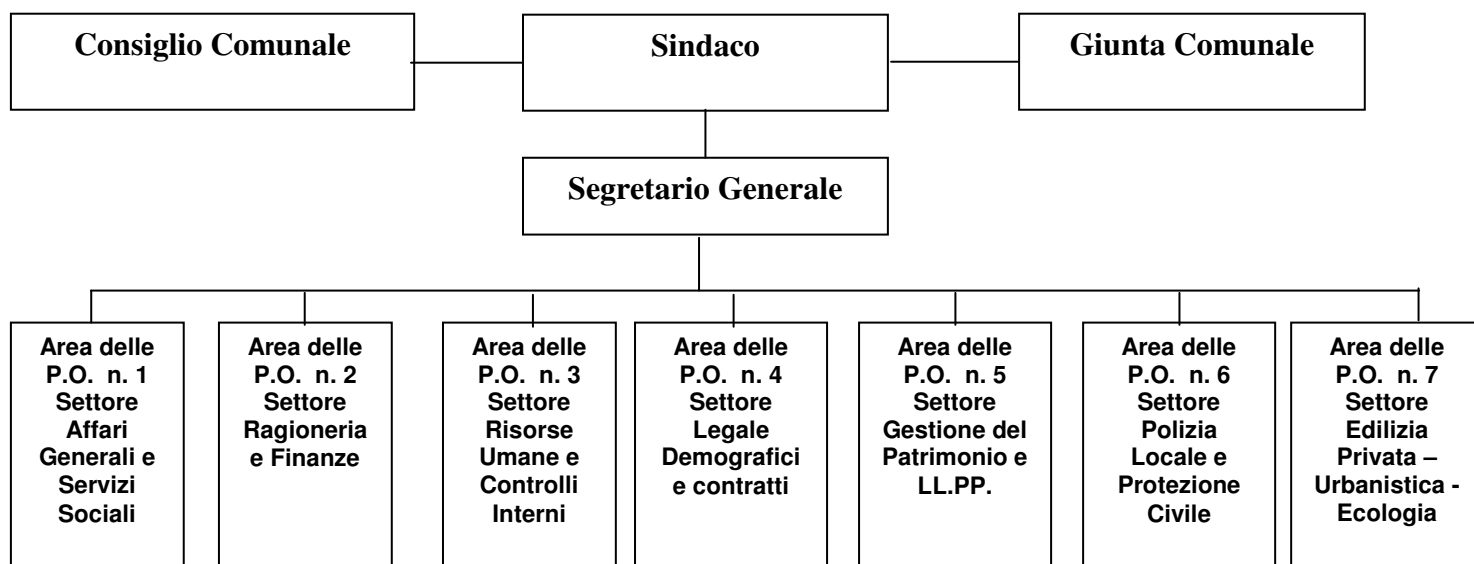 Consiglio Comunale
Sindaco
Giunta Comunale
Segretario Generale
Area delle
P.O. n. 1
Settore
Affari
Generali e
Servizi
Sociali
Area delle
P.O. n. 2
Settore
Ragioneria
e Finanze
Area delle
P.O. n. 3
Settore
Risorse
Umane e
Controlli
Interni
Area delle
P.O. n. 4
Settore
Legale
Demografici
e contratti
Area delle
P.O. n. 5
Settore
Gestione del
Patrimonio e
LL.PP.
Area delle
P.O. n. 6
Settore
Polizia
Locale e
Protezione
Civile
Area delle
P.O. n. 7
Settore
Edilizia
Privata –
Urbanistica -
Ecologia